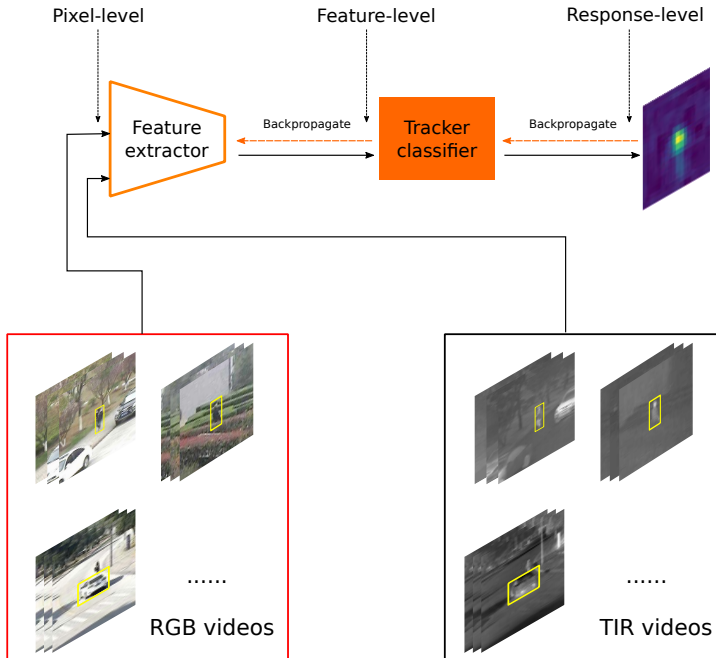 Pixel-level
Feature-level
Response-level
Feature
extractor
Backpropagate
Tracker
classifier
Backpropagate
......
RGB videos
......
TIR videos